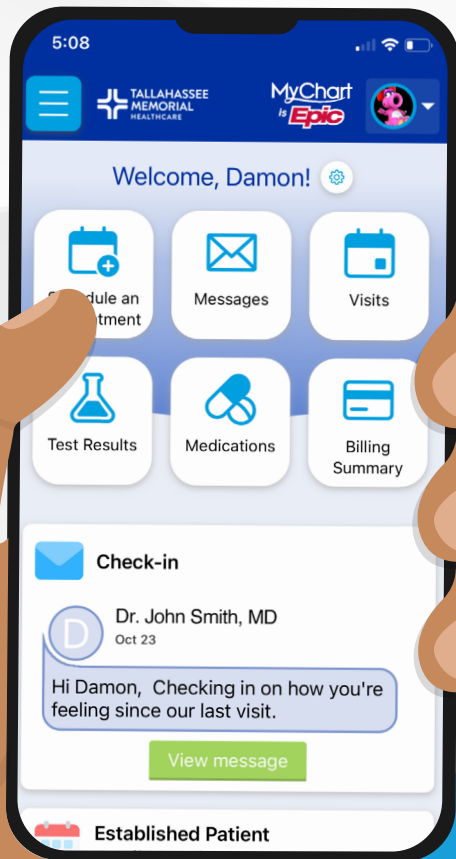 5:08
TALLAHASSEE
MEMORIAL
HEALTHCARE
MyChart
is Epic
Welcome, Damon!
an
Messages
Visits
Test Results
Medications
Billing
Summary
Check-in
D
Dr. John Smith, MD
Oct 23
Hi Damon, Checking in on how you're
feeling since our last visit.
View message
Established Patient